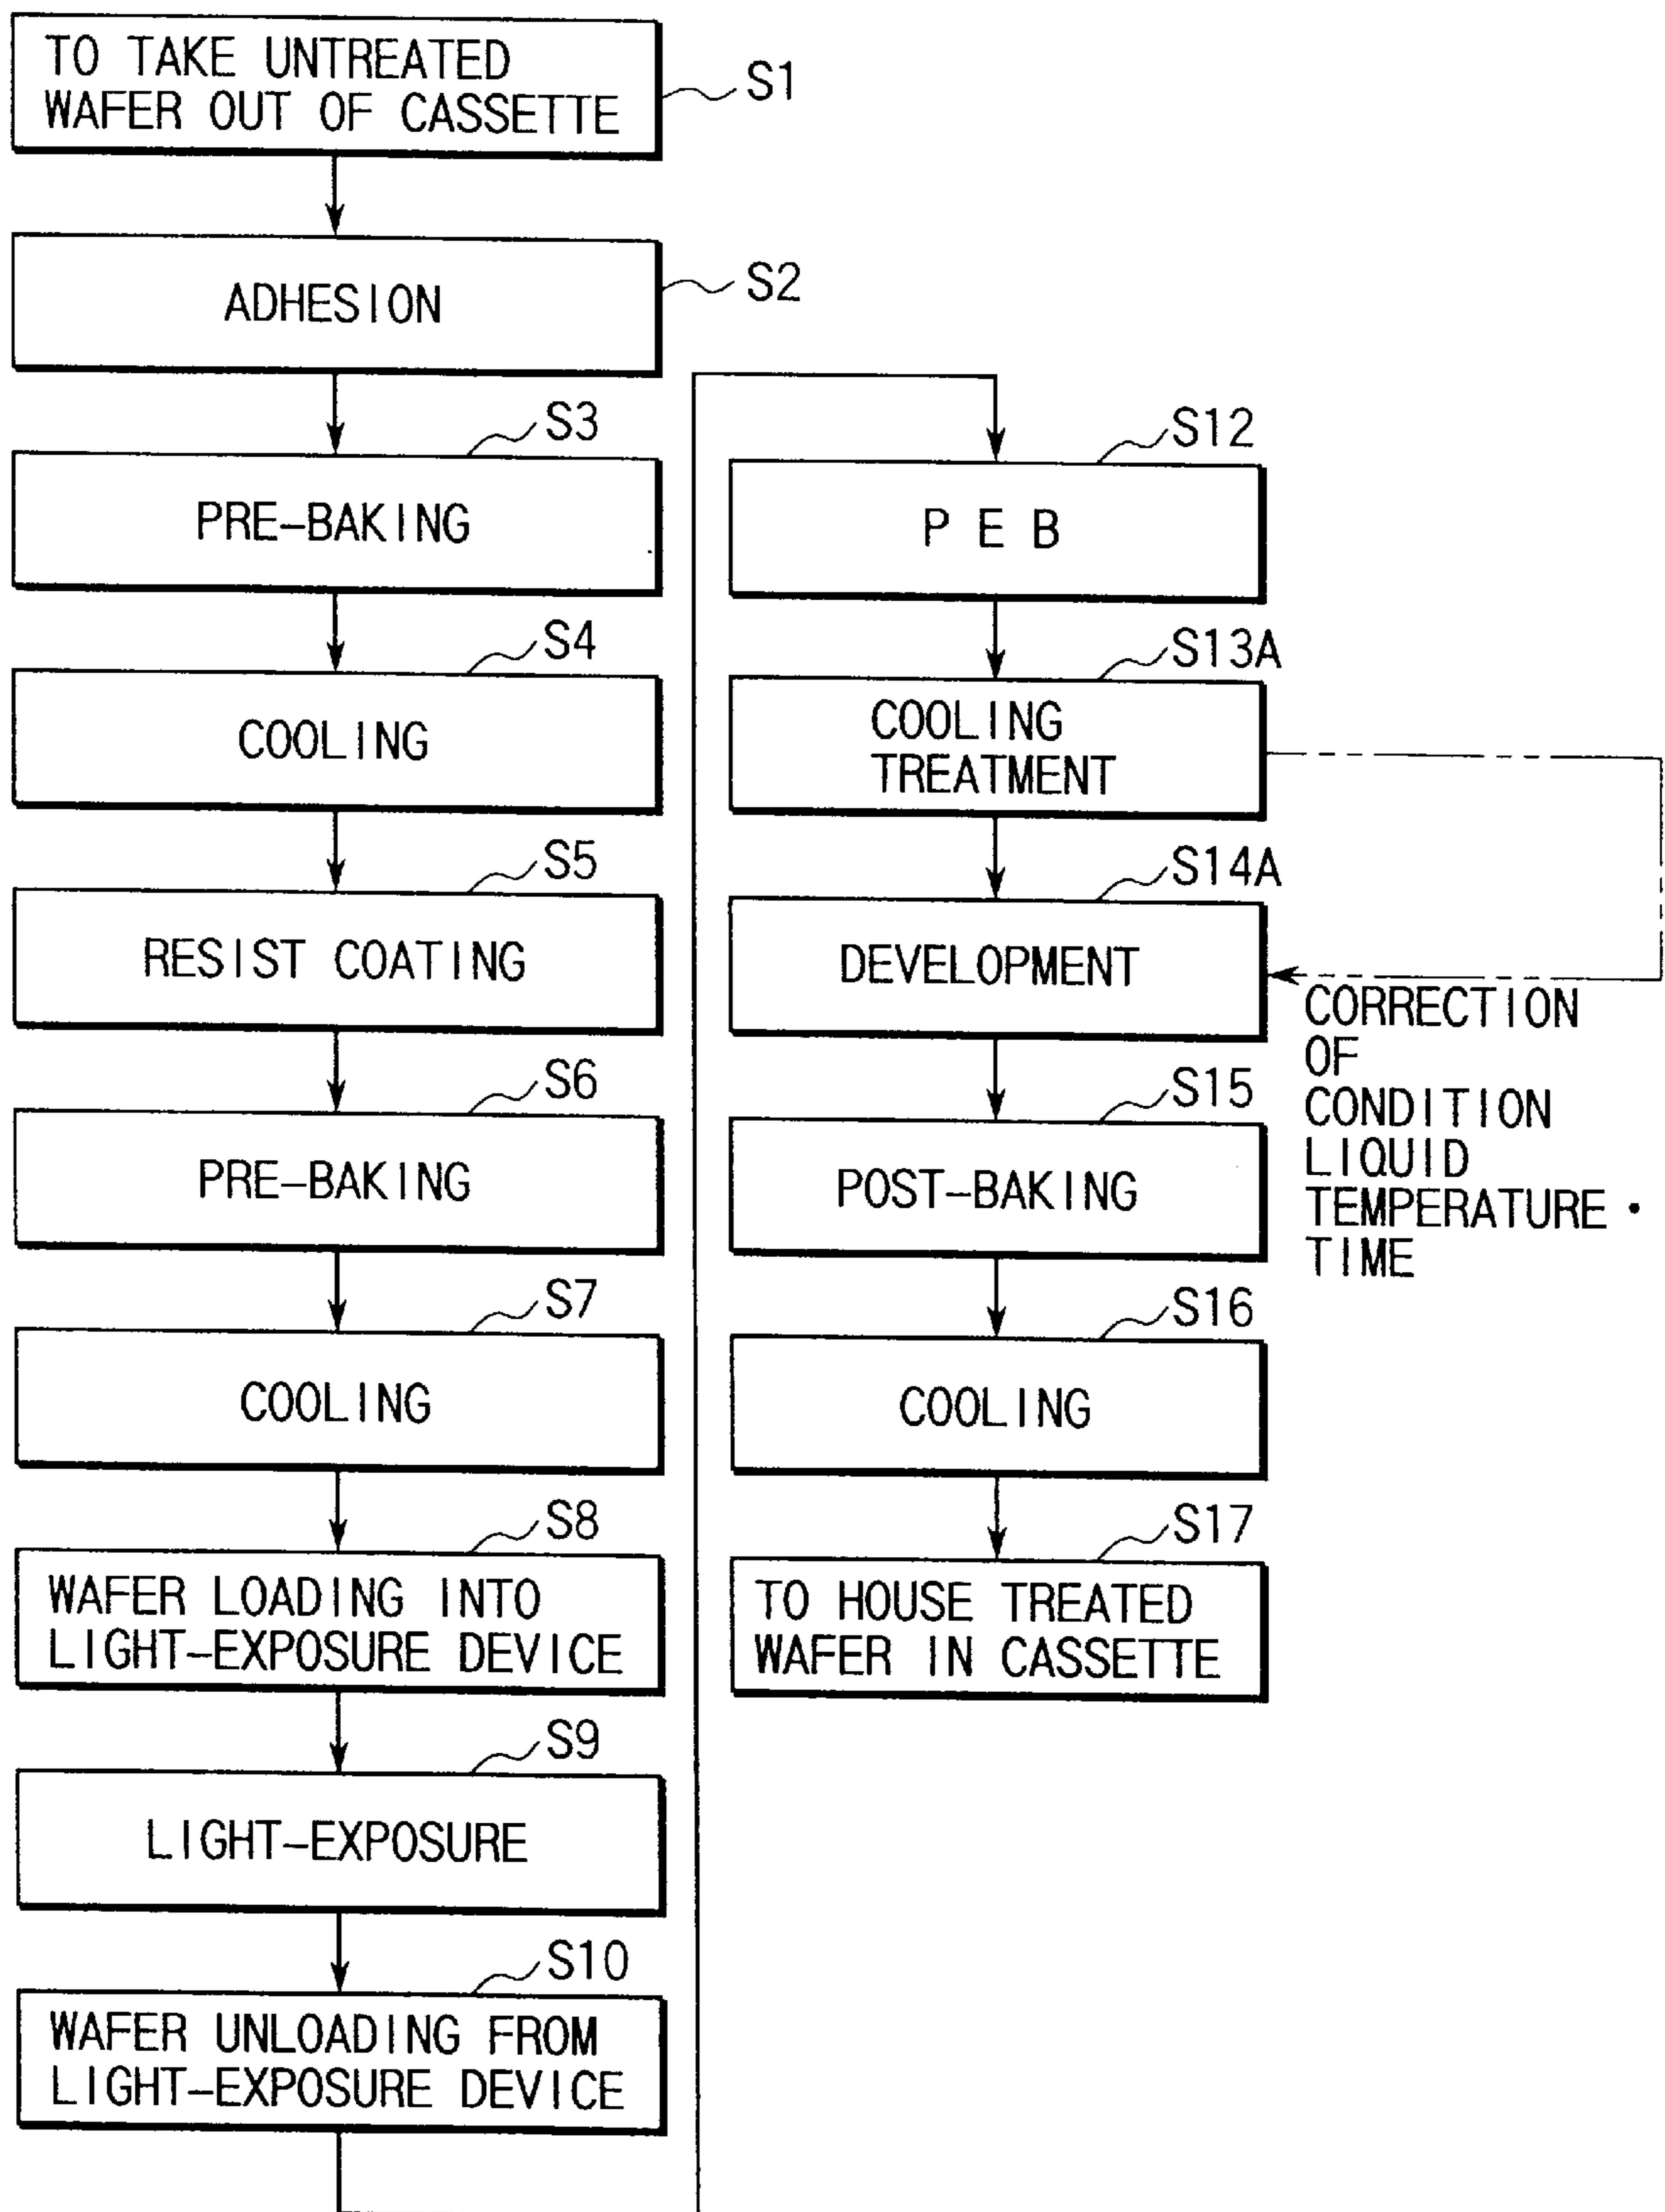 TO TAKE UNTREATED
WAFER OUT OF CASSETTE
S1
ADHESION
S2
S3
PRE-BAKING
S4
COOLING
S5
RESIST COATING
S6
PRE-BAKING
S7
COOLING
S8
WAFER LOADING INTO
LIGHT-EXPOSURE DEVICE
S9
LIGHT-EXPOSURE
S10
WAFER UNLOADING FROM
LIGHT-EXPOSURE DEVICE
S12
P E B
S13A
COOLING
TREATMENT
S14A
DEVELOPMENT
CORRECTION
OF
CONDITION
LIQUID
TEMPERATURE ·
TIME
S15
POST-BAKING
S16
COOLING
S17
TO HOUSE TREATED
WAFER IN CASSETTE